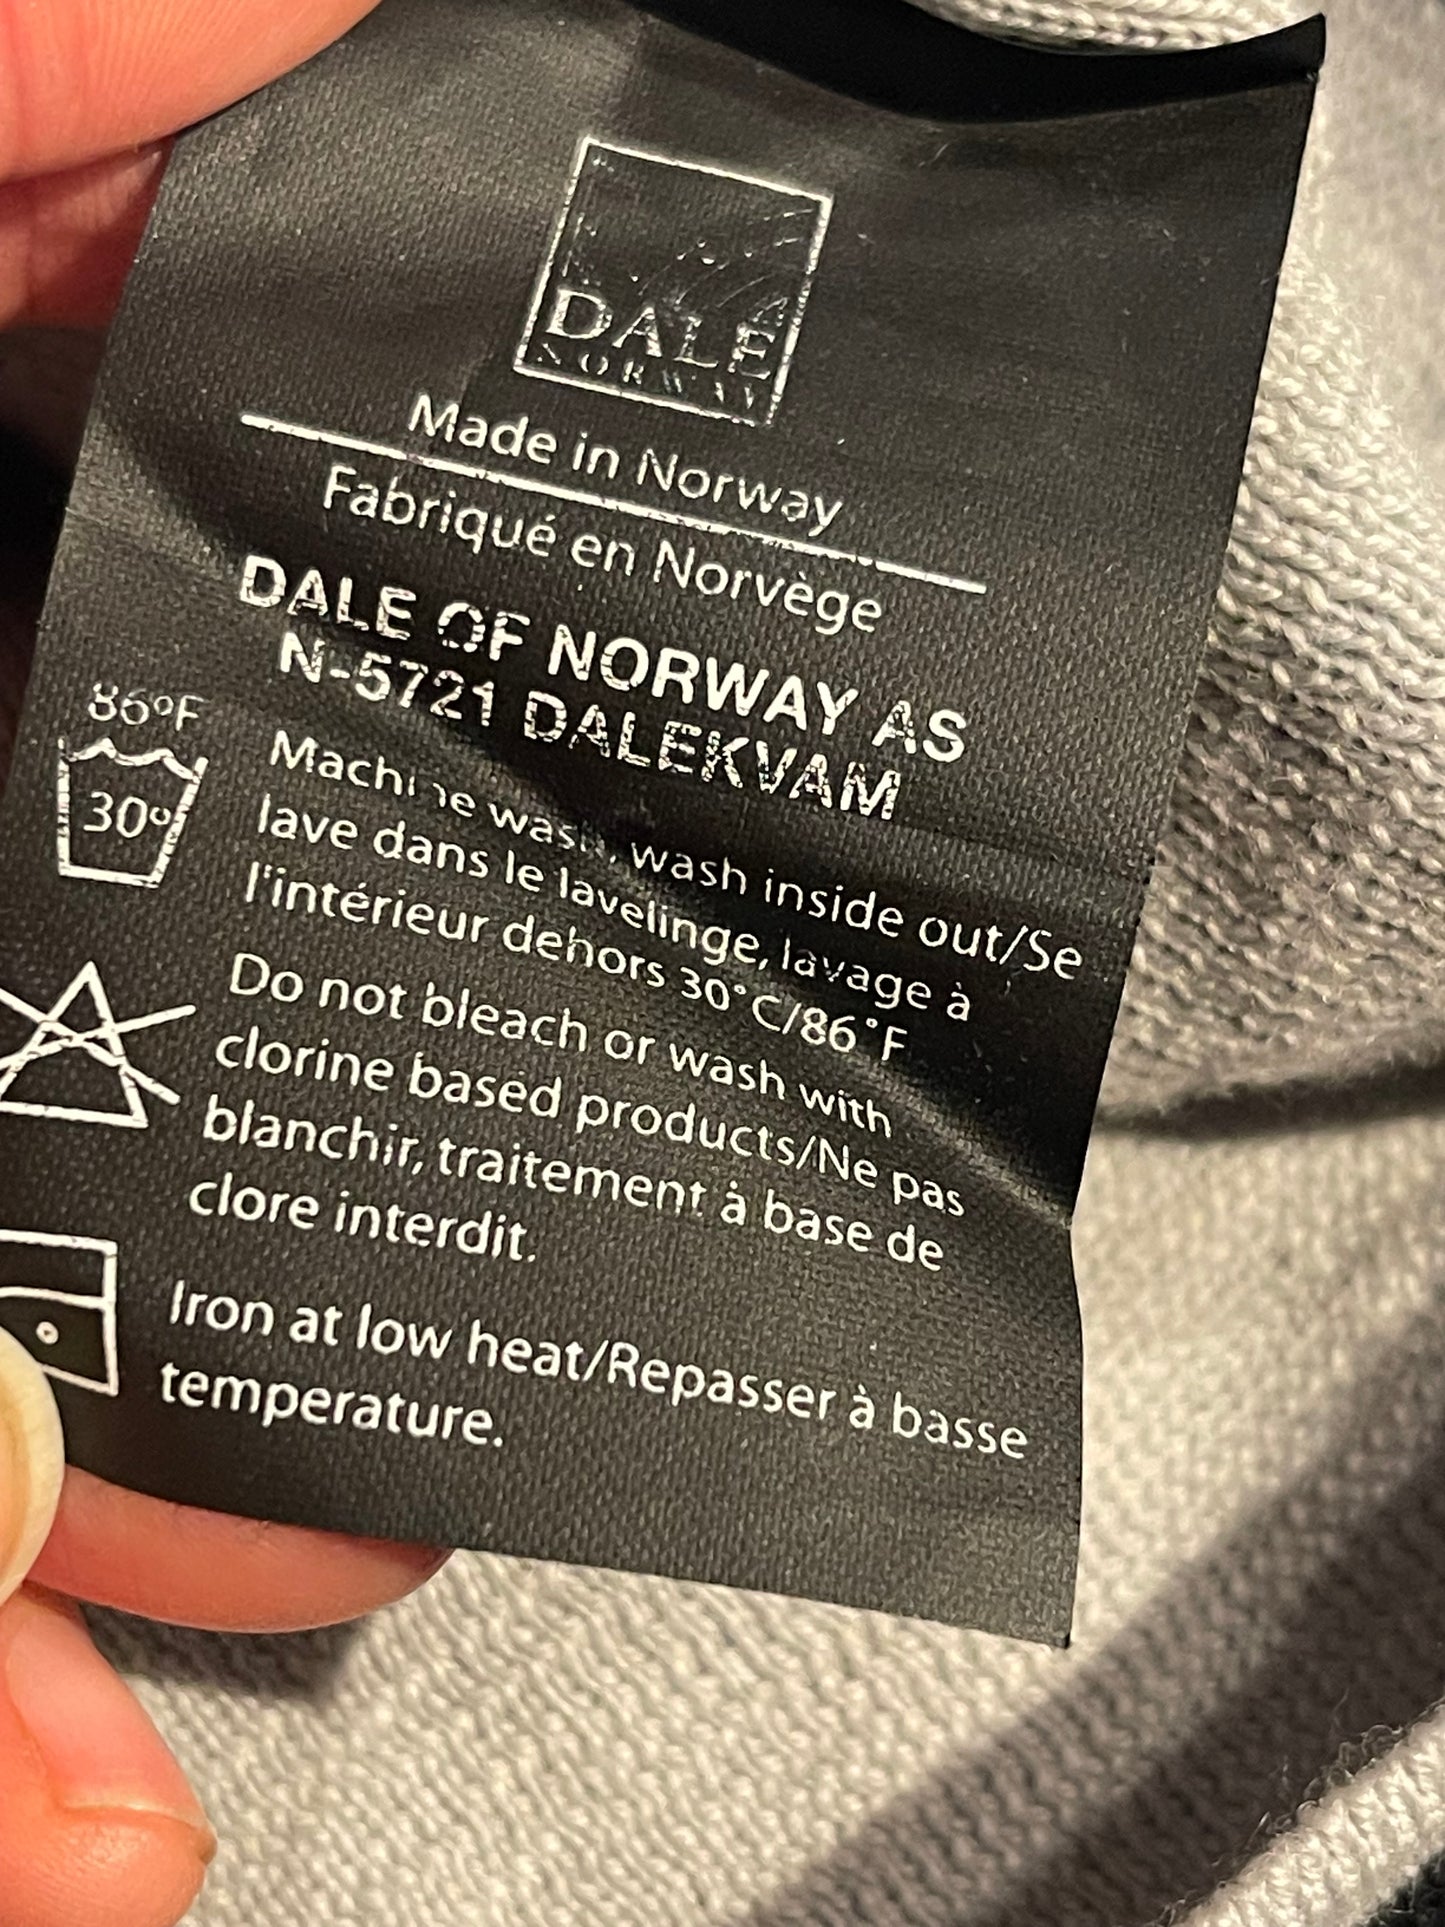 DALE
NORWAY
Made in Norway
Fabriqué en Norvège
DALE OF NORWAY AS
N-5721 DALEKVAM
86°F
30°
Machine wash, wash inside out/Se
lave dans le lavelinge, lavage à
l'intérieur dehors 30°C/86°F
Do not bleach or wash with
clorine based products/Ne pas
blanchir, traitement à base de
clore interdit.
Iron at low heat/Repasser à basse
temperature.